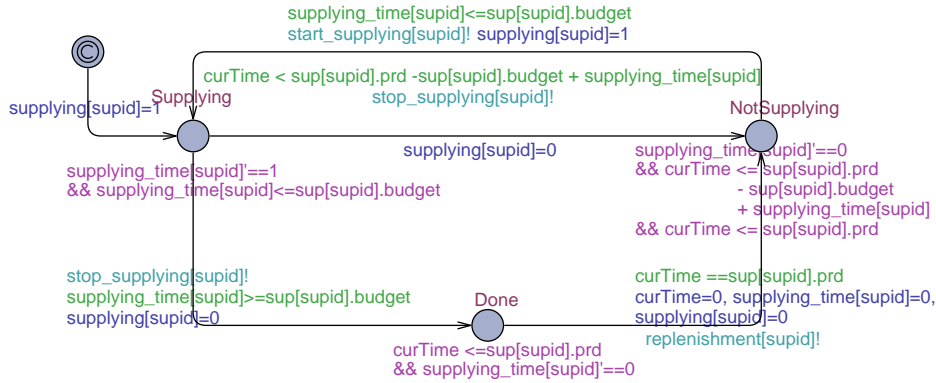 supplying_time[supid]<=sup[supid].budget
start_supplying[supid]! supplying[supid]=1
curTime < sup[supid].prd -sup[supid].budget + supplying_time[supid]
stop_supplying[supid]!
Supplying
supplying[supid]=1
NotSupplying
supplying[supid]=0
supplying_time[supid]'==1
&& supplying_time[supid]<=sup[supid].budget
supplying_time[supid]'==0
&& curTime <= sup[supid].prd
- sup[supid].budget
+ supplying_time[supid]
&& curTime <= sup[supid].prd
stop_supplying[supid]!
supplying_time[supid]>=sup[supid].budget
supplying[supid]=0
Done
curTime <=sup[supid].prd
&& supplying_time[supid]'==0
curTime ==sup[supid].prd
curTime=0, supplying_time[supid]=0,
supplying[supid]=0
replenishment[supid]!